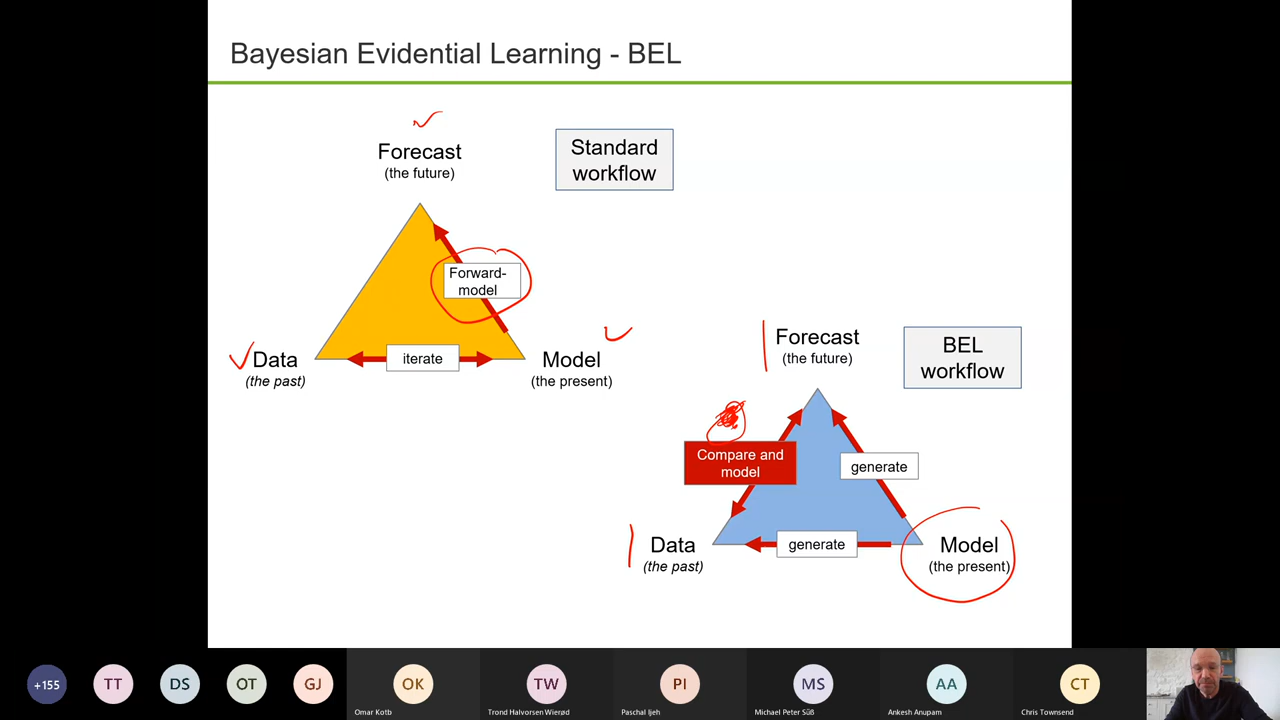 Bayesian Evidential Learning - BEL
Forecast
(the future)
Standard
workflow
Forward-
model
Data
(the past)
iterate
Model
(the present)
Forecast
(the future)
BEL
workflow
Compare and
model
generate
Data
(the past)
generate
Model
(the present)
+155
TT
DS
OT
GJ
OK
Omar Kotb
TW
Trond Halvorsen Wierød
PI
Paschal Ijeh
MS
Michael Peter Süß
AA
Ankesh Anupam
CT
Chris Townsend